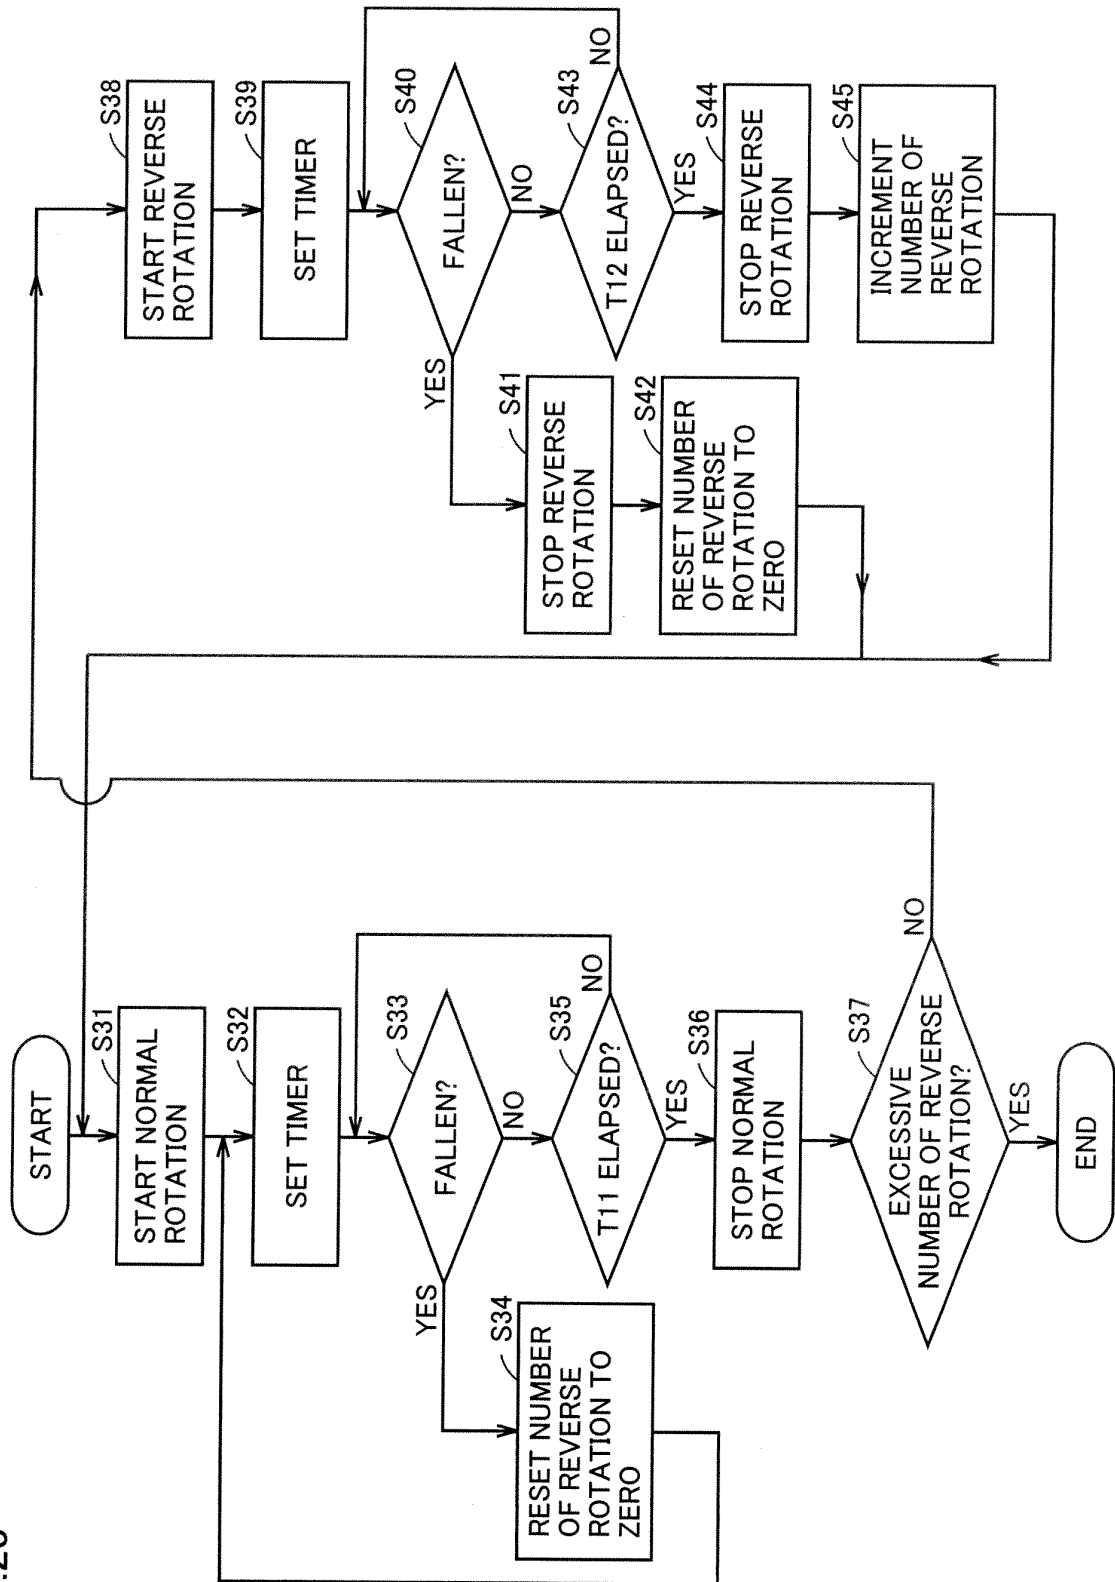 START
S31
START NORMAL
ROTATION
S32
SET TIMER
S33
FALLEN?
YES
NO
S34
RESET NUMBER
OF REVERSE
ROTATION TO
ZERO
S35
T11 ELAPSED?
NO
YES
S36
STOP NORMAL
ROTATION
S37
EXCESSIVE
NUMBER OF REVERSE
ROTATION?
NO
YES
END
S38
START REVERSE
ROTATION
S39
SET TIMER
S40
FALLEN?
YES
NO
S41
STOP REVERSE
ROTATION
S42
RESET NUMBER
OF REVERSE
ROTATION TO
ZERO
S43
T12 ELAPSED?
NO
YES
S44
STOP REVERSE
ROTATION
S45
INCREMENT
NUMBER OF
REVERSE
ROTATION